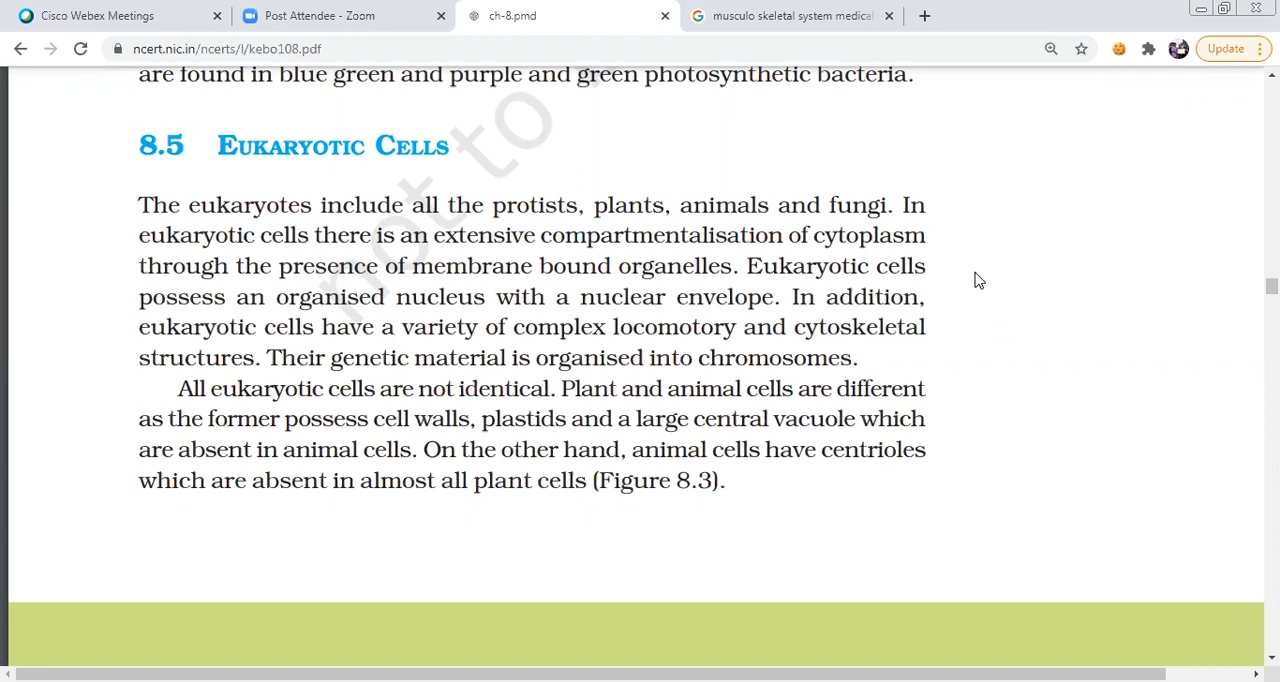 Cisco Webex Meetings
Post Attendee - Zoom
ch-8.pmd
musculo skeletal system medical
ncert.nic.in/ncerts/l/kebo108.pdf
Update
are found in blue green and purple and green photosynthetic bacteria.
8.5 EUKARYOTIC CELLS
The eukaryotes include all the protists, plants, animals and fungi. In
eukaryotic cells there is an extensive compartmentalisation of cytoplasm
through the presence of membrane bound organelles. Eukaryotic cells
possess an organised nucleus with a nuclear envelope. In addition,
eukaryotic cells have a variety of complex locomotory and cytoskeletal
structures. Their genetic material is organised into chromosomes.
All eukaryotic cells are not identical. Plant and animal cells are different
as the former possess cell walls, plastids and a large central vacuole which
are absent in animal cells. On the other hand, animal cells have centrioles
which are absent in almost all plant cells (Figure 8.3).
not to